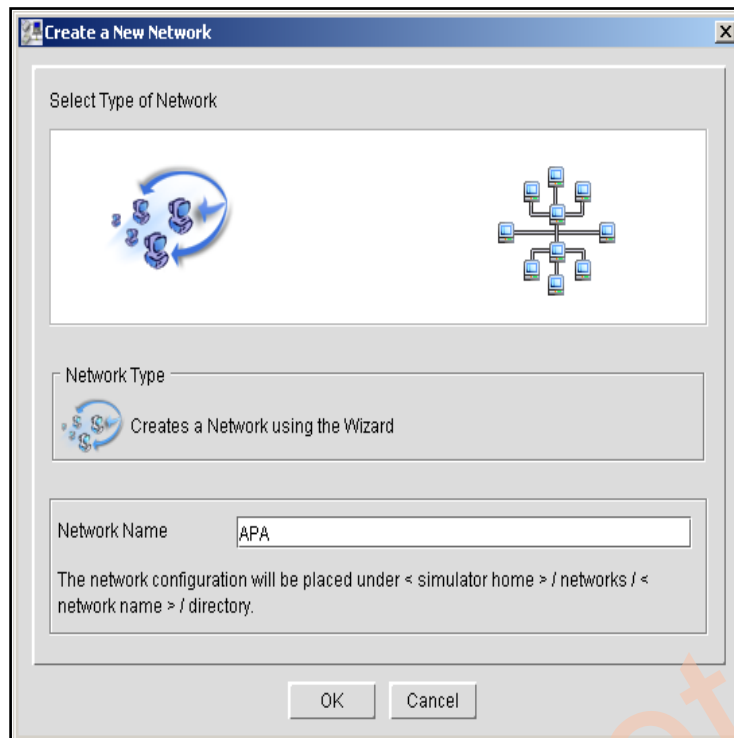 Create a New Network
Select Type of Network
Network Type
Creates a Network using the Wizard
Network Name
APA
The network configuration will be placed under < simulator home > / networks / <
network name > / directory.
OK
Cancel